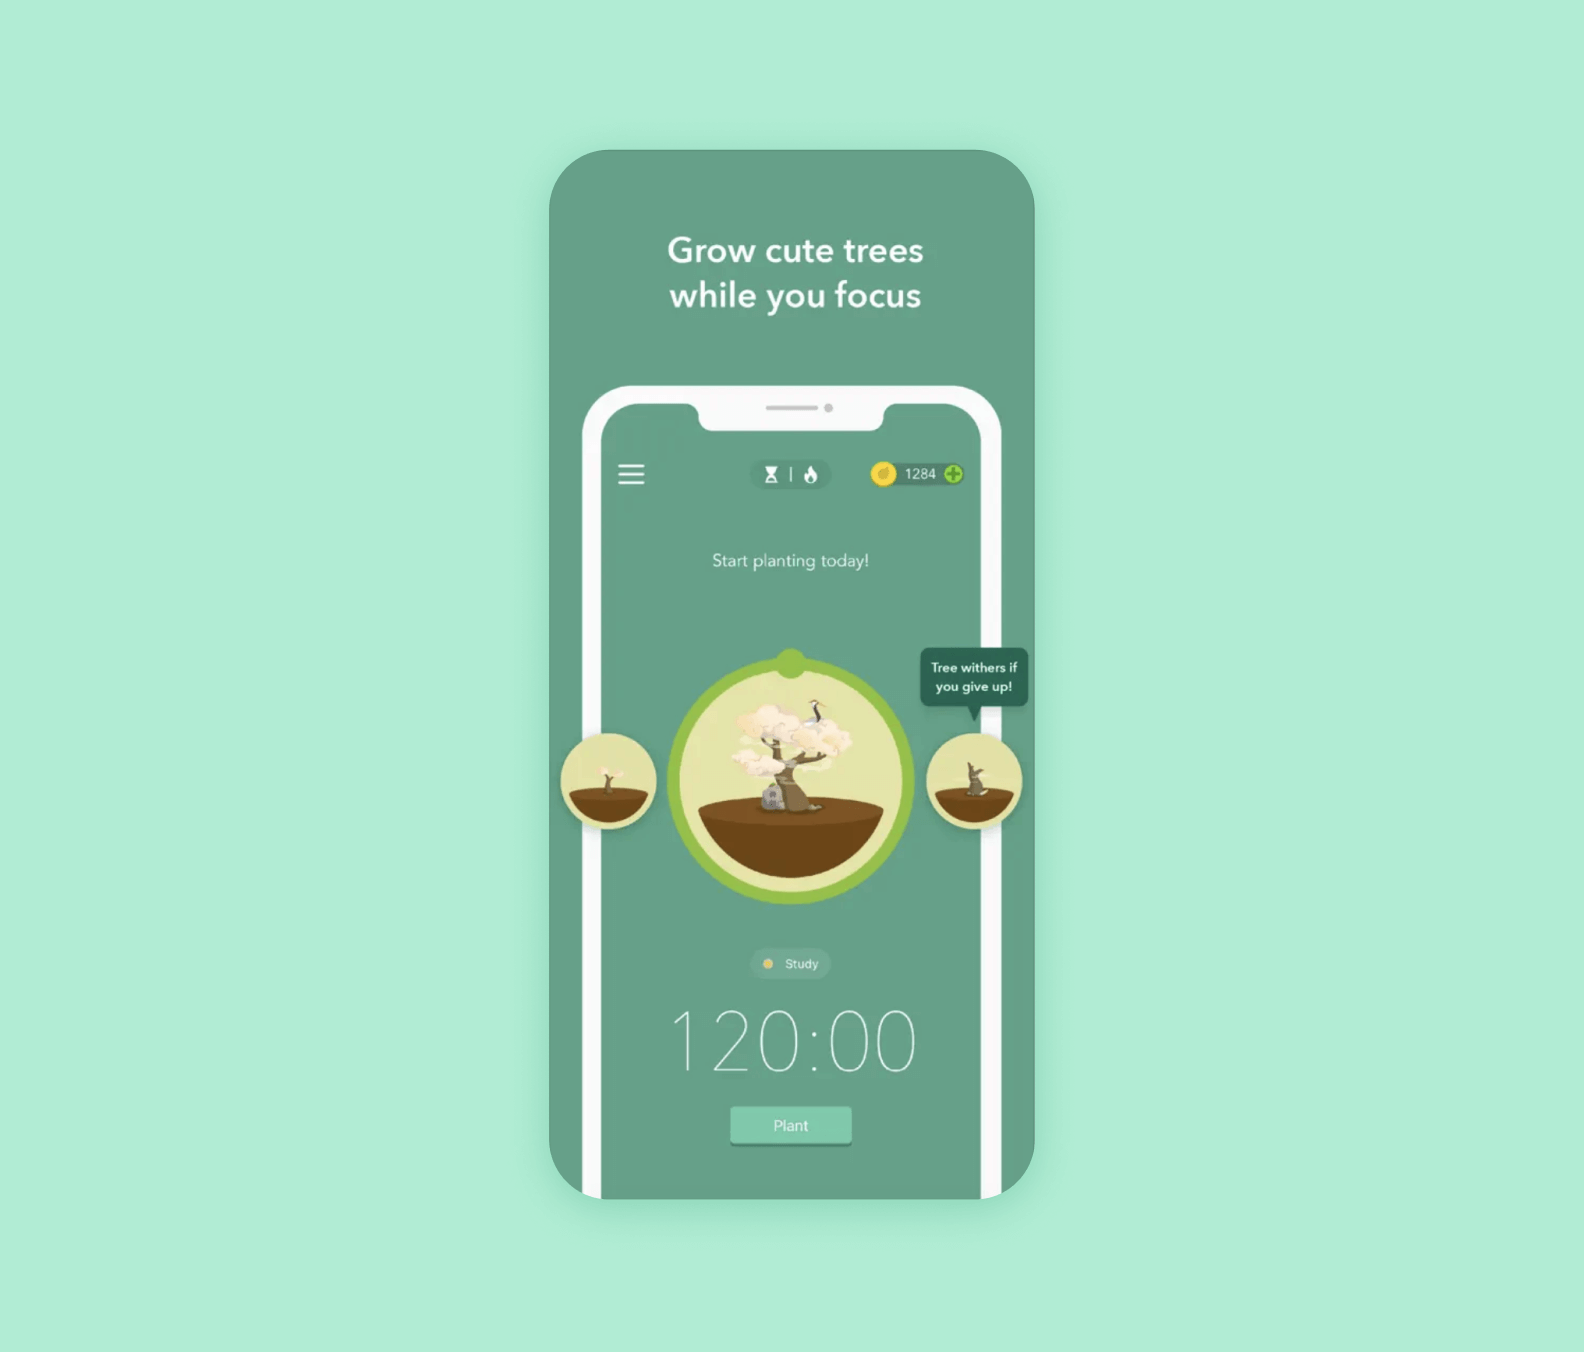 Grow cute trees
while you focus
1284
Start planting today!
Tree withers if
you give up!
Study
120:00
Plant